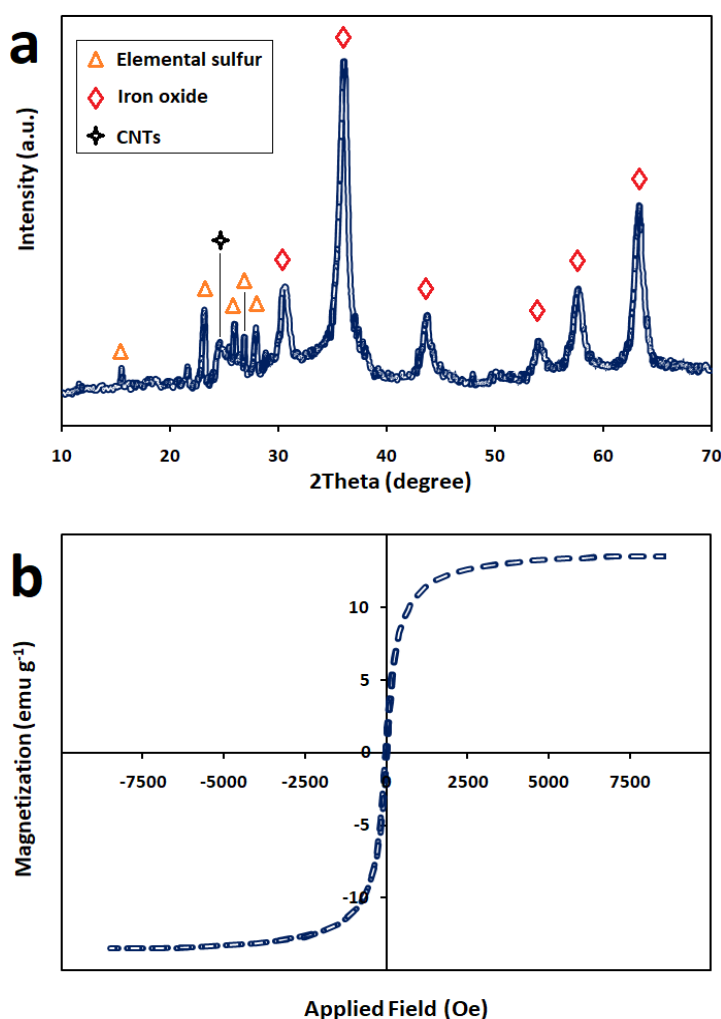 a
Elemental sulfur
Iron oxide
CNTs
Intensity (a.u.)
10 20 30 40 50 60 70
2Theta (degree)
b
Magnetization (emu g⁻¹)
10
5
0
-7500 -5000 -2500 0 2500 5000 7500
-5
-10
Applied Field (Oe)